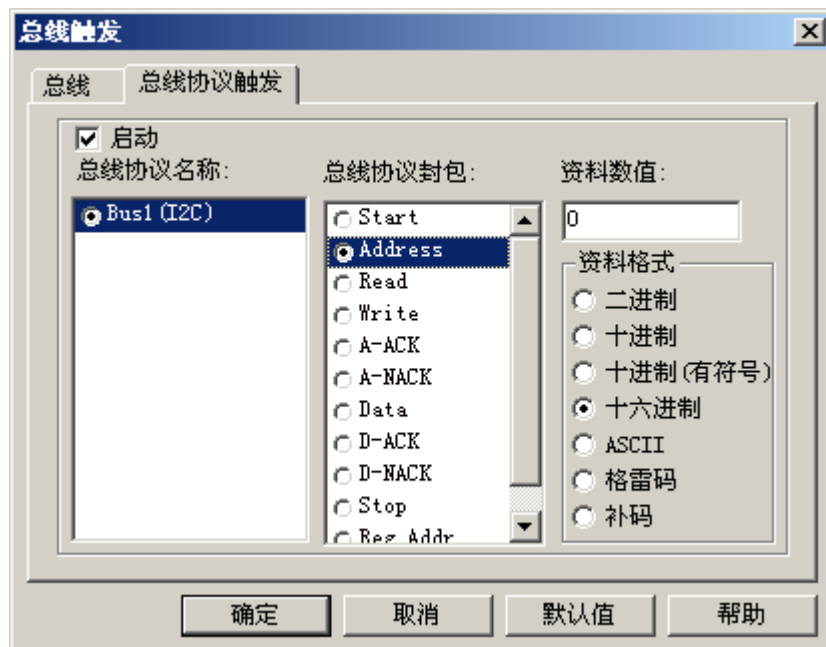 总线触发
总线
总线协议触发
启动
总线协议名称:
Bus1(I2C)
总线协议封包:
Start
Address
Read
Write
A-ACK
A-NACK
Data
D-ACK
D-NACK
Stop
Reg Addr
资料数值:
0
资料格式
二进制
十进制
十进制(有符号)
十六进制
ASCII
格雷码
补码
确定
取消
默认值
帮助